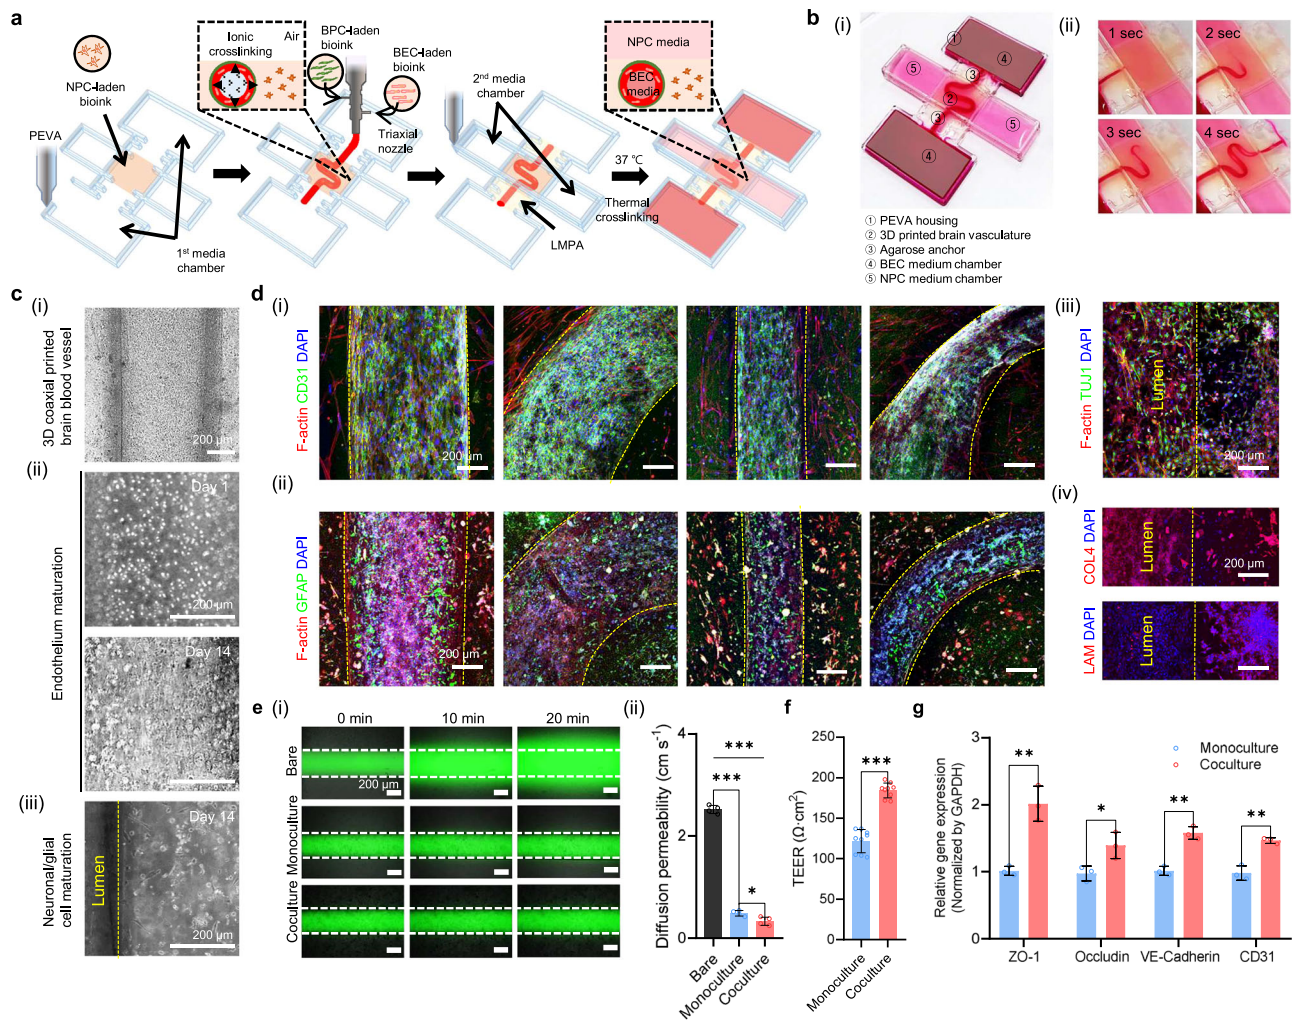 a
NPC-laden
bioink
PEVA
1st media
chamber
Ionic
crosslinking
Air
BPC-laden
bioink
BEC-laden
bioink
Triaxial
nozzle
2nd media
chamber
LMPA
37 ℃
Thermal
crosslinking
NPC media
BEC
media
b
(i)
① ② ③ ③ ④ ④ ⑤ ⑤
① PEVA housing
② 3D printed brain vasculature
③ Agarose anchor
④ BEC medium chamber
⑤ NPC medium chamber
(ii)
1 sec
2 sec
3 sec
4 sec
c
(i)
3D coaxial printed
brain blood vessel
200 μm
(ii)
Endothelium maturation
Day 1
200 μm
Day 14
(iii)
Neuronal/glial
cell maturation
Day 14
Lumen
200 μm
d
(i)
F-actin CD31 DAPI
200 μm
(ii)
F-actin GFAP DAPI
200 μm
(iii)
F-actin TUJ1 DAPI
Lumen
200 μm
(iv)
COL4 DAPI
Lumen
200 μm
LAM DAPI
Lumen
e
(i)
0 min
10 min
20 min
Bare
200 μm
Monoculture
Coculture
(ii)
Diffusion permeability (cm s-1)
4
2
0
***
***
*
Bare
Monoculture
Coculture
f
TEER (Ω·cm2)
250
200
150
100
50
0
***
Monoculture
Coculture
g
Relative gene expression
(Normalized by GAPDH)
3
2
1
0
Monoculture
Coculture
**
*
**
**
ZO-1
Occludin
VE-Cadherin
CD31